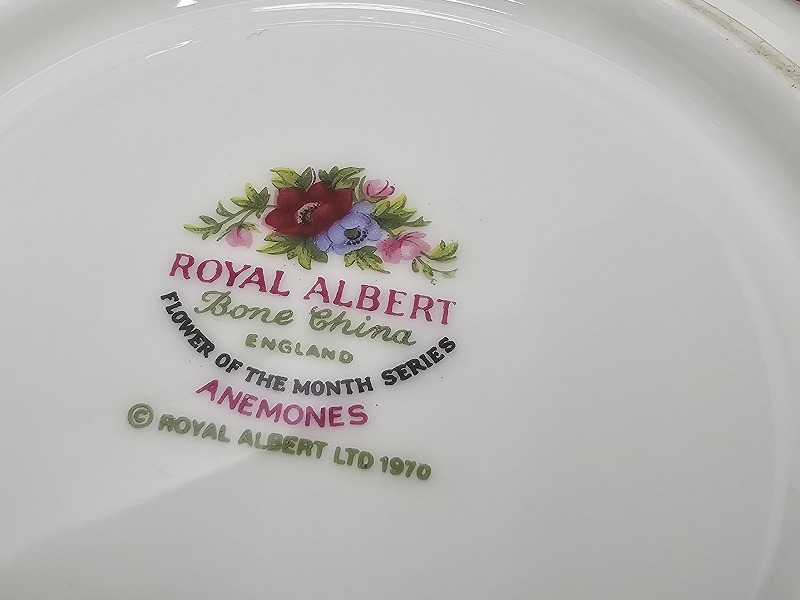 ROYAL ALBERT
Bone China
ENGLAND
FLOWER OF THE MONTH SERIES
ANEMONES
© ROYAL ALBERT LTD 1970